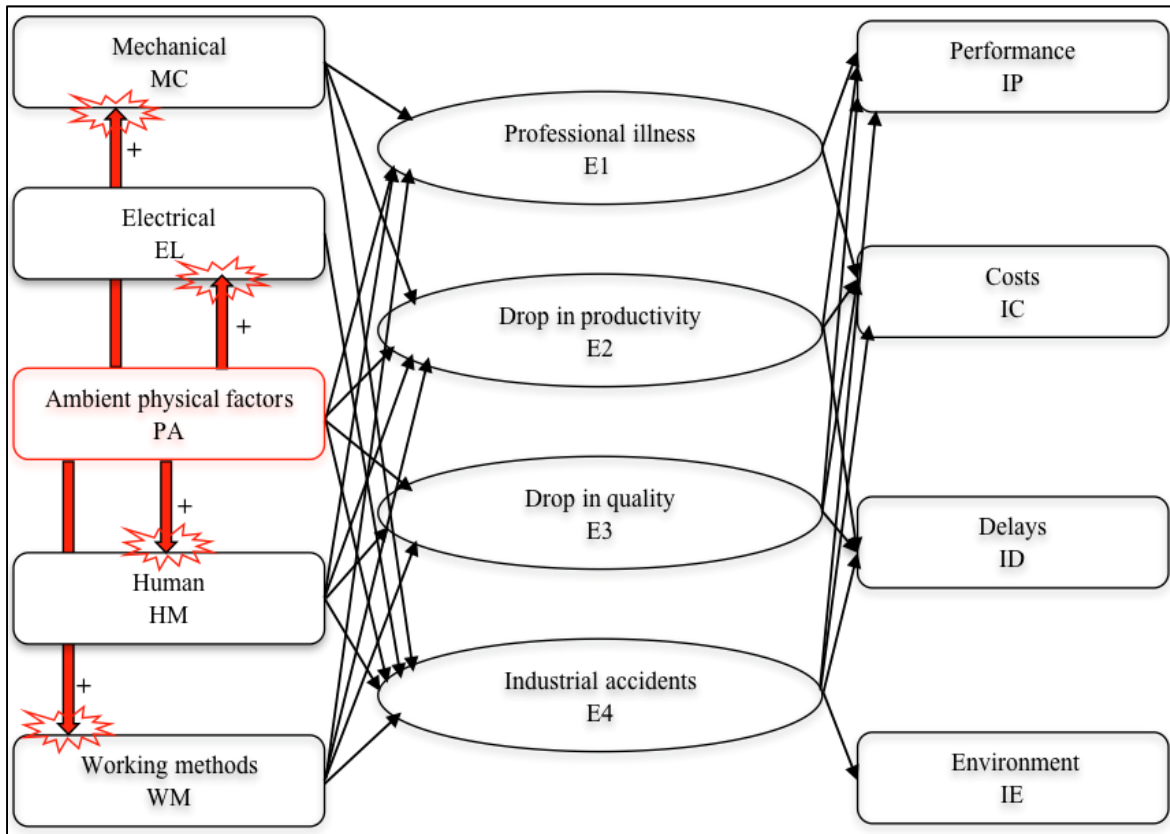 Mechanical
MC
+
Electrical
EL
+
Ambient physical factors
PA
+
Human
HM
+
Working methods
WM
Professional illness
E1
Drop in productivity
E2
Drop in quality
E3
Industrial accidents
E4
Performance
IP
Costs
IC
Delays
ID
Environment
IE